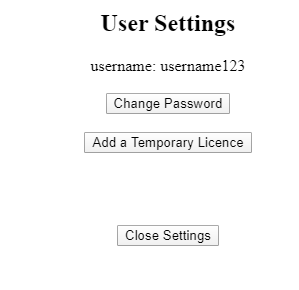 User Settings
username: username123
Change Password
Add a Temporary Licence
Close Settings